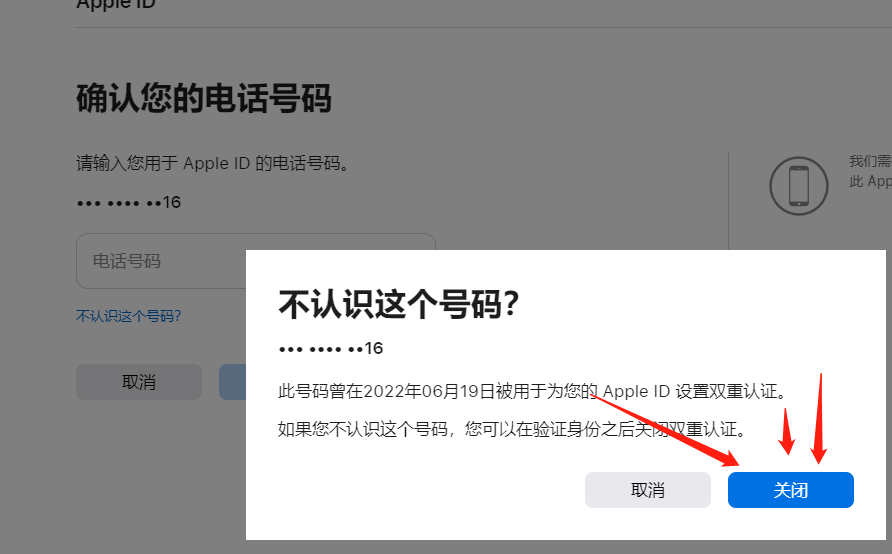 Apple ID
确认您的电话号码
请输入您用于 Apple ID 的电话号码。
••• •••• ••16
我们需
此 App
电话号码
不认识这个号码?
取消
不认识这个号码?
••• •••• ••16
此号码曾在2022年06月19日被用于为您的 Apple ID 设置双重认证。
如果您不认识这个号码，您可以在验证身份之后关闭双重认证。
取消
关闭